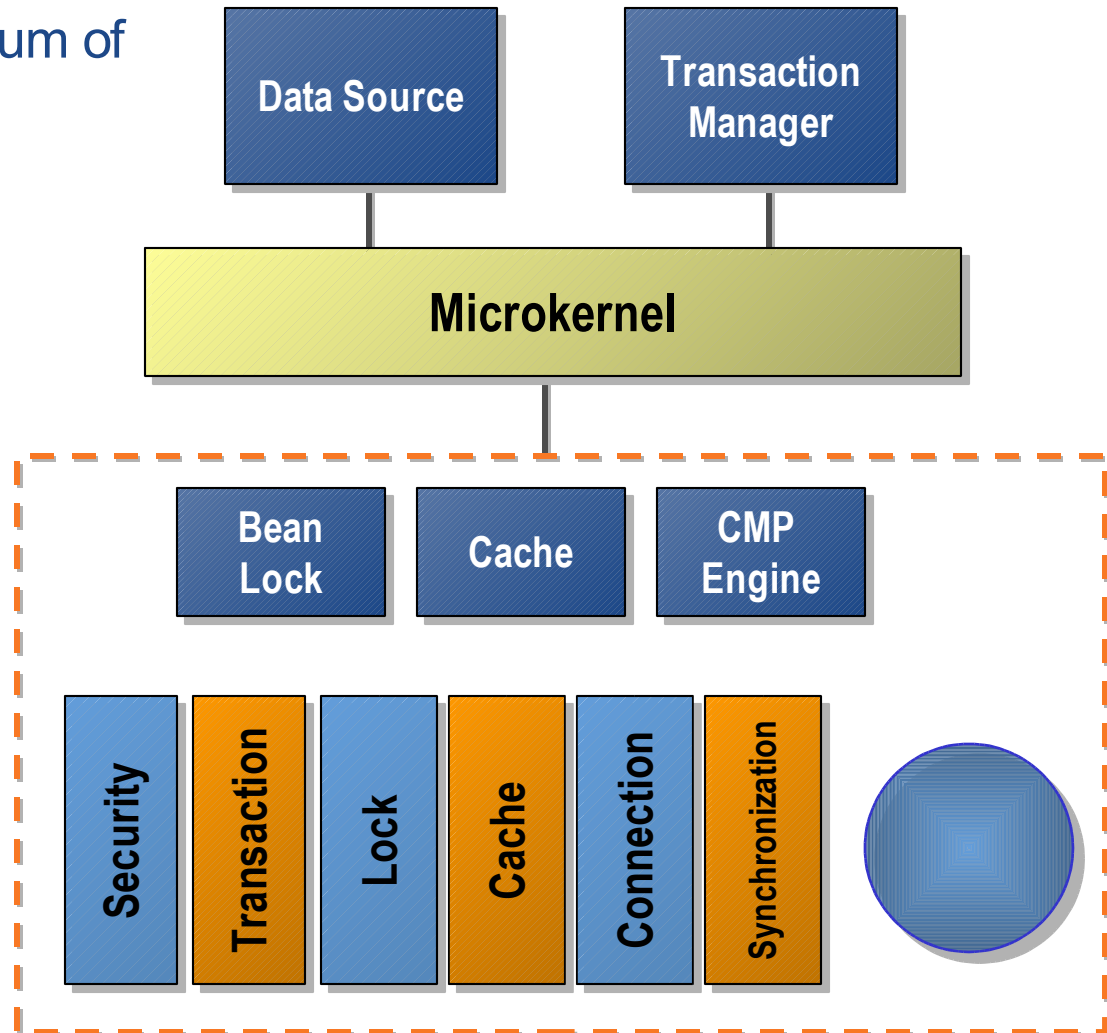 um of
Data Source
Transaction
Manager
Microkernel
Bean
Lock
Cache
CMP
Engine
Security
Transaction
Lock
Cache
Connection
Synchronization